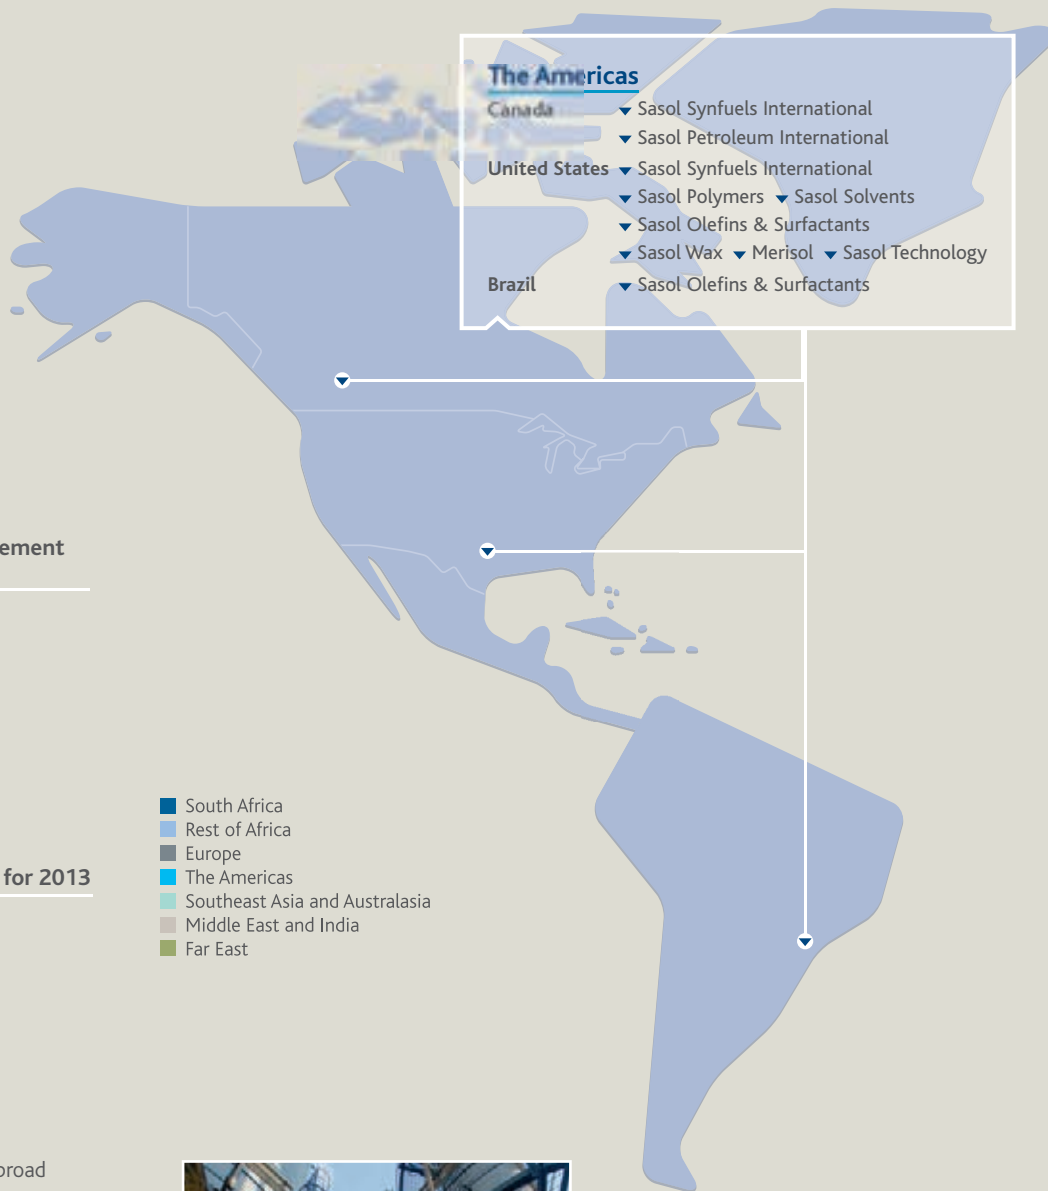 The Americas
Canada ▼ Sasol Synfuels International
▼ Sasol Petroleum International
United States ▼ Sasol Synfuels International
▼ Sasol Polymers ▼ Sasol Solvents
▼ Sasol Olefins & Surfactants
▼ Sasol Wax ▼ Merisol ▼ Sasol Technology
Brazil ▼ Sasol Olefins & Surfactants
ement
for 2013
South Africa
Rest of Africa
Europe
The Americas
Southeast Asia and Australasia
Middle East and India
Far East
broad